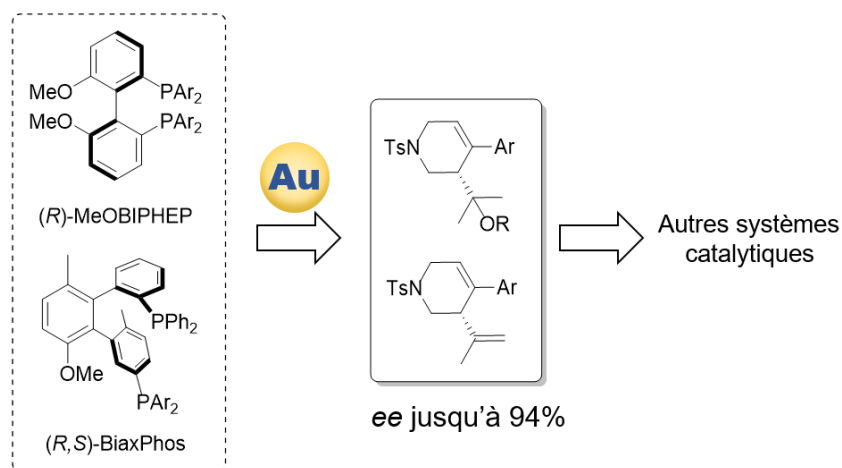 MeO
PAr2
MeO
PAr2
(R)-MeOBIPHEP
PPh2
OMe
PAr2
(R,S)-BiaxPhos
Au
TsN
Ar
OR
TsN
Ar
ee jusqu'à 94%
Autres systèmes
catalytiques